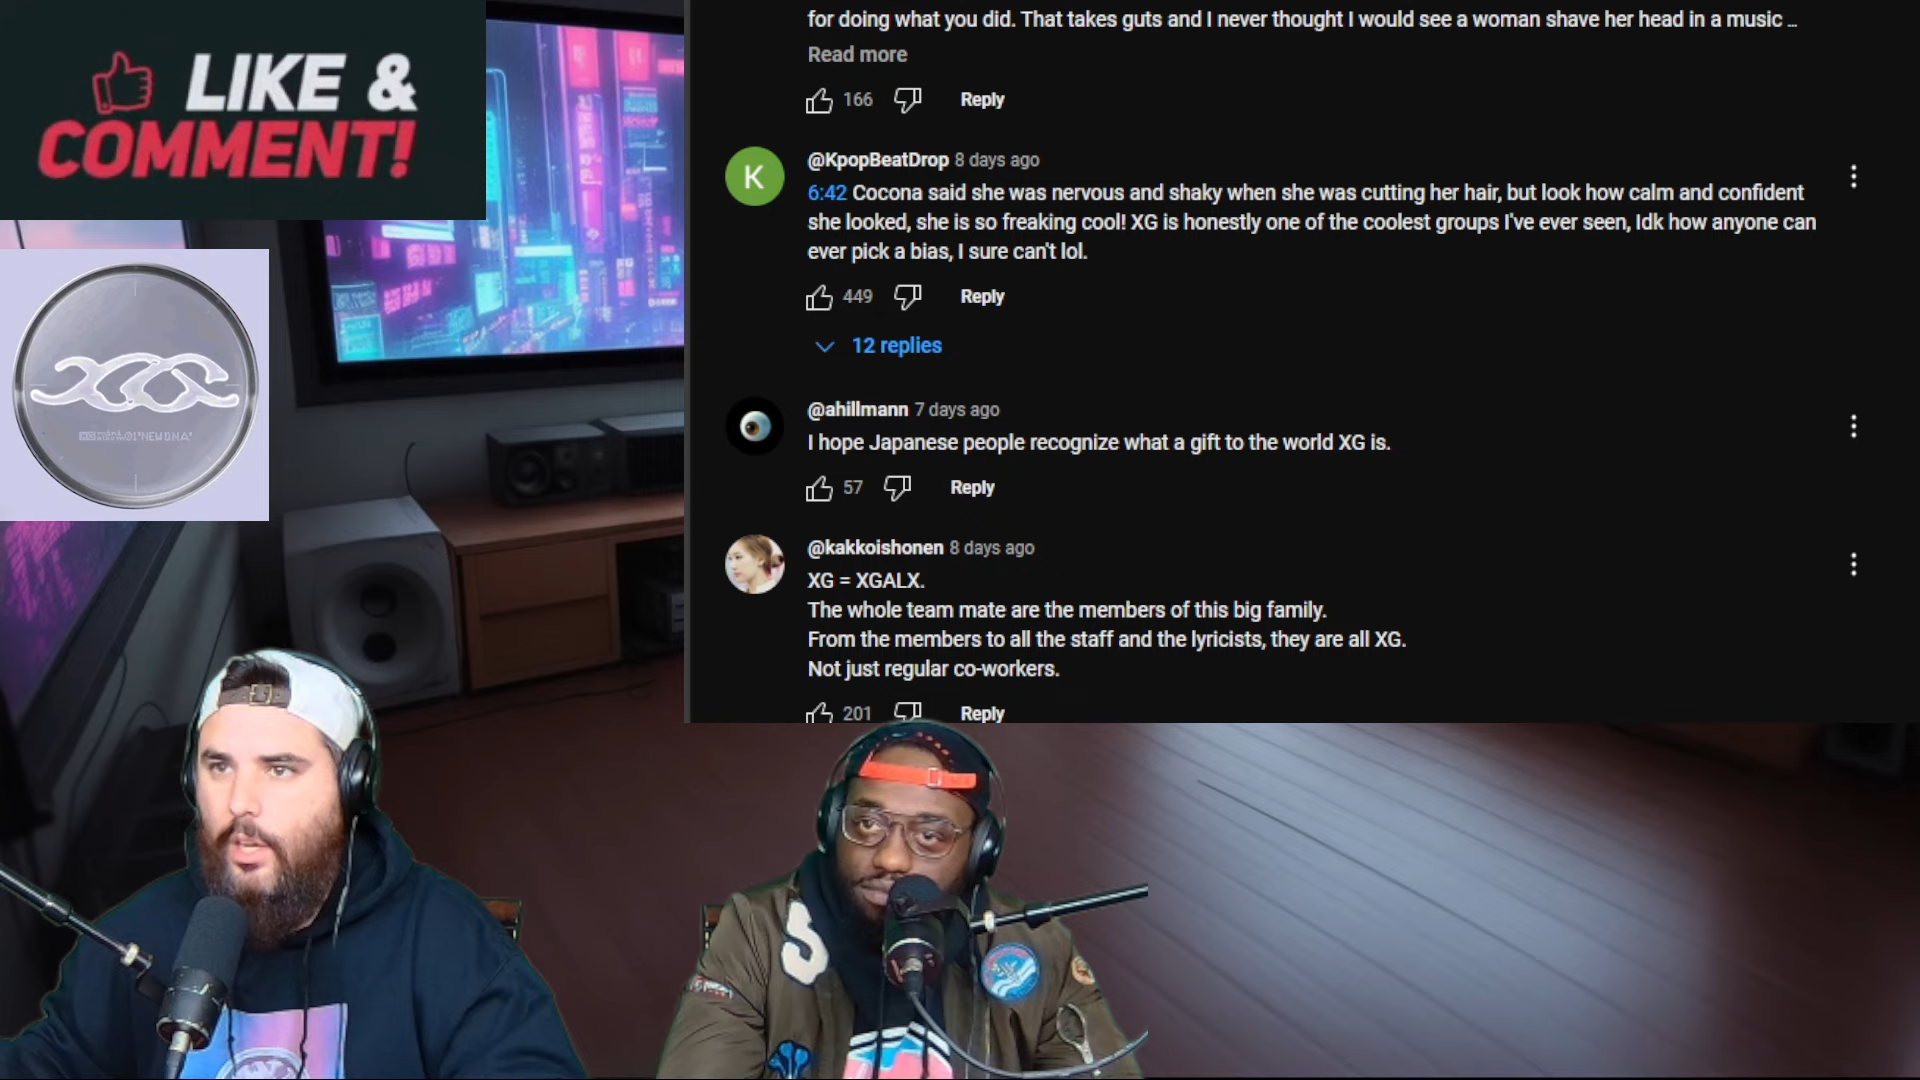 LIKE &
COMMENT!
for doing what you did. That takes guts and I never thought I would see a woman shave her head in a music ...
Read more
166 Reply
K
@KpopBeatDrop 8 days ago
6:42 Cocona said she was nervous and shaky when she was cutting her hair, but look how calm and confident
she looked, she is so freaking cool! XG is honestly one of the coolest groups I've ever seen, Idk how anyone can
ever pick a bias, I sure can't lol.
449 Reply
12 replies
@ahillmann 7 days ago
I hope Japanese people recognize what a gift to the world XG is.
57 Reply
@kakkoishonen 8 days ago
XG = XGALX.
The whole team mate are the members of this big family.
From the members to all the staff and the lyricists, they are all XG.
Not just regular co-workers.
201 Reply
XG
S